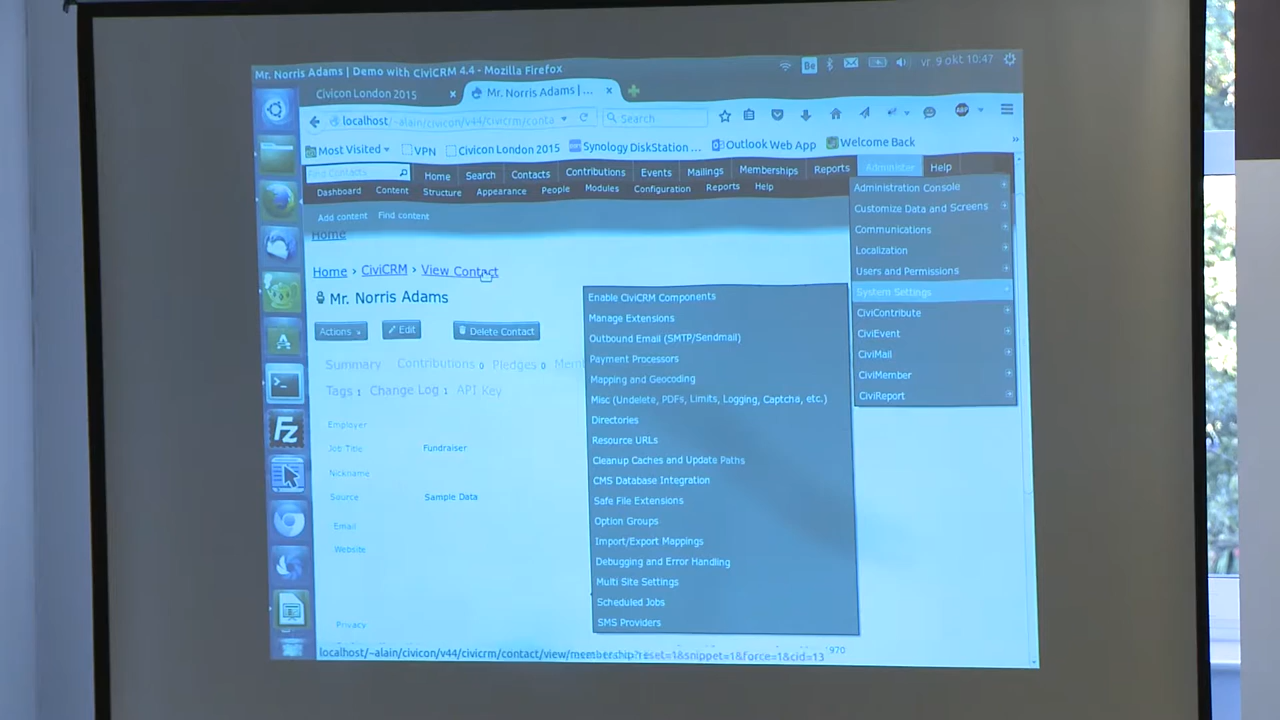 Mr. Norris Adams | Demo with CiviCRM 4.4 - Mozilla Firefox
Be
vr 9 okt 10:47
Civicon London 2015
Mr. Norris Adams | ...
localhost/~alain/civicon/v44/civicrm/conta
Search
ABP
Most Visited
VPN
Civicon London 2015
Synology DiskStation ...
Outlook Web App
Welcome Back
Find Contacts
Home
Search
Contacts
Contributions
Events
Mailings
Memberships
Reports
Administer
Help
Dashboard
Content
Structure
Appearance
People
Modules
Configuration
Reports
Help
Add content
Find content
Home
Home › CiviCRM › View Contact
Mr. Norris Adams
Actions
Edit
Delete Contact
Summary
Contributions 0
Pledges 0
Mem
Tags 1
Change Log 1
API Key
Employer
Job Title
Fundraiser
Nickname
Source
Sample Data
Email
Website
Privacy
Administration Console
Customize Data and Screens
Communications
Localization
Users and Permissions
System Settings
CiviContribute
CiviEvent
CiviMail
CiviMember
CiviReport
Enable CiviCRM Components
Manage Extensions
Outbound Email (SMTP/Sendmail)
Payment Processors
Mapping and Geocoding
Misc (Undelete, PDFs, Limits, Logging, Captcha, etc.)
Directories
Resource URLs
Cleanup Caches and Update Paths
CMS Database Integration
Safe File Extensions
Option Groups
Import/Export Mappings
Debugging and Error Handling
Multi Site Settings
Scheduled Jobs
SMS Providers
Fz
localhost/~alain/civicon/v44/civicrm/contact/view/membership?reset=1&snippet=1&force=1&cid=13
1970